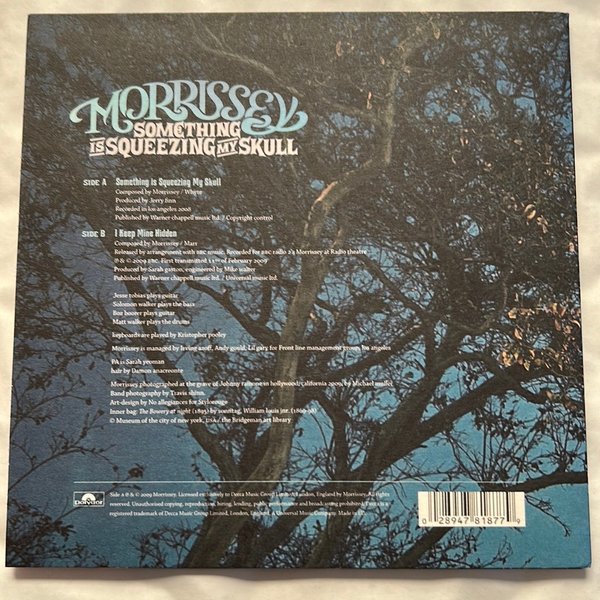 MORRISSEY
SOMETHING
IS SQUEEZING MY SKULL
SIDE A Something is Squeezing My Skull
Composed by Morrissey / Whyte
Produced by Jerry finn
Recorded in los angeles 2008
Published by Warner chappell music ltd. / Copyright control
SIDE B I Keep Mine Hidden
Composed by Morrissey / Marr
Released by arrangement with BBC music. Recorded for BBC radio 2's Morrissey at Radio theatre
℗ & © 2009 BBC. First transmitted 11th of February 2009
Produced by Sarah gaston, engineered by Mike walter
Published by Warner chappell music ltd. / Universal music ltd.
Jesse tobias plays guitar
Solomon walker plays the bass
Boz boorer plays guitar
Matt walker plays the drums
keyboards are played by Kristopher pooley
Morrissey is managed by Irving azoff, Andy gould, Lil gary for Front line management group, los angeles
PA is Sarah yeoman
hair by Damon anacreonte
Morrissey photographed at the grave of Johnny ramone in hollywood, california 2009, by Michael muller
Band photography by Travis shinn.
Art-design by No allegiances for Stylorouge
Inner bag: The Bowery at night (1895) by sonntag, William louis jnr. (1869-98)
© Museum of the city of new york, USA / the Bridgeman art library
polydor
Side A ℗ & © 2009 Morrissey. Licensed exclusively to Decca Music Group Limited, London, England by Morrissey. All rights
reserved. Unauthorised copying, reproduction, hiring, lending, public performance and broadcasting prohibited. Decca is a
registered trademark of Decca Music Group Limited, London, England. A Universal Music Company. Made in EU.
0 28947 81877 9